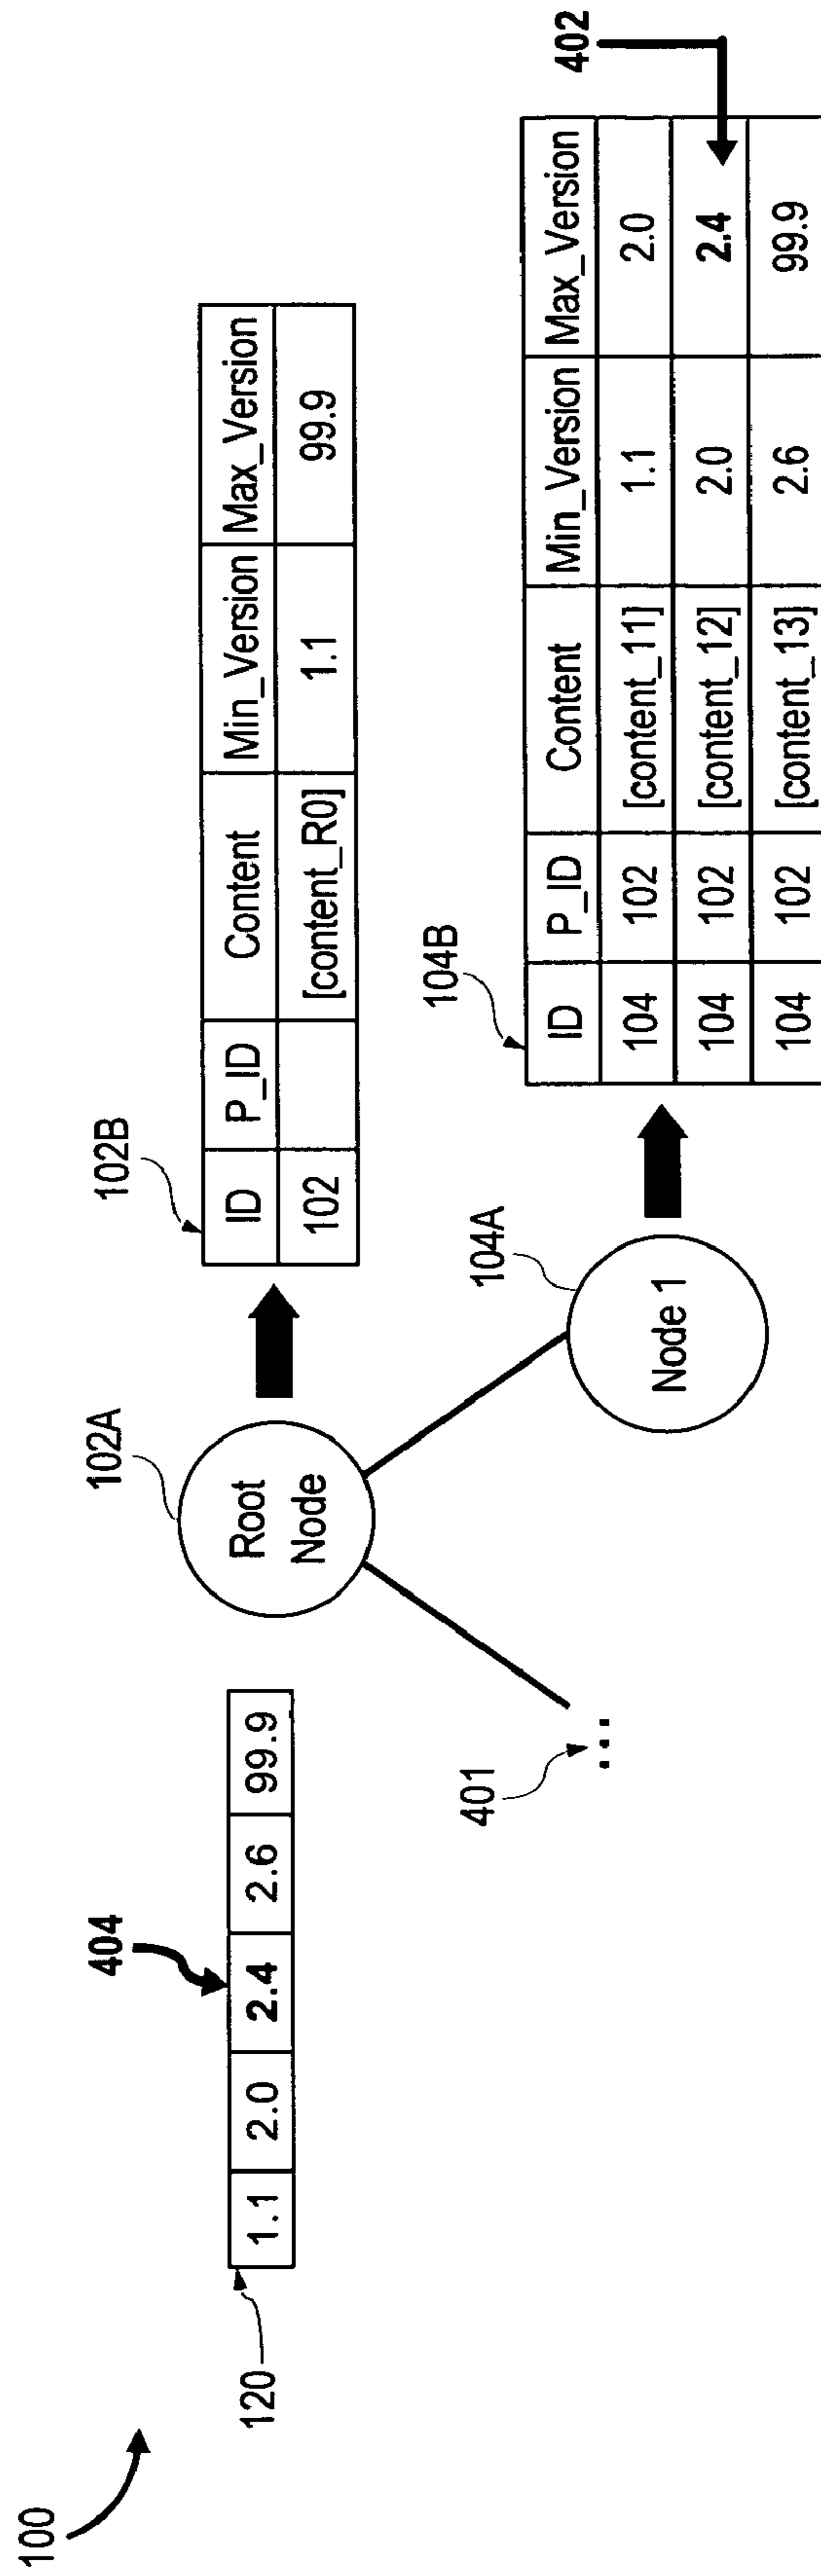 100
120
404
1.1 2.0 2.4 2.6 99.9
102A
Root
Node
102B
ID P_ID Content Min_Version Max_Version
102 [content_R0] 1.1 99.9
401
...
104A
Node 1
104B
ID P_ID Content Min_Version Max_Version
104 102 [content_11] 1.1 2.0
104 102 [content_12] 2.0 2.4
104 102 [content_13] 2.6 99.9
402